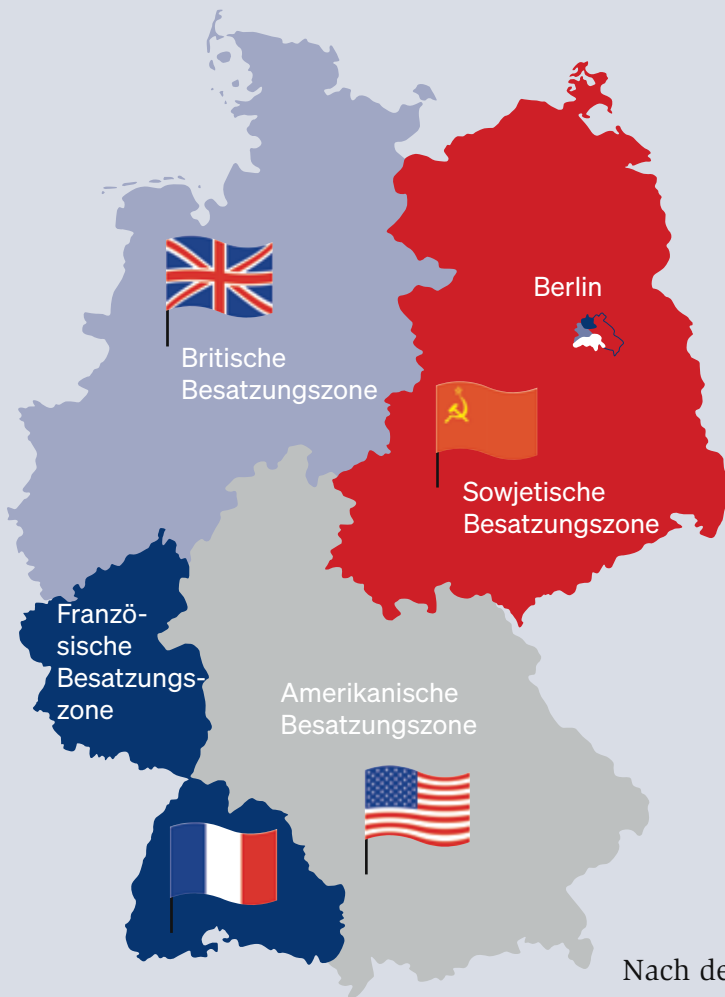 Berlin
Britische
Besatzungszone
Sowjetische
Besatzungszone
Franzö-
sische
Besatzungs-
zone
Amerikanische
Besatzungszone
Nach de